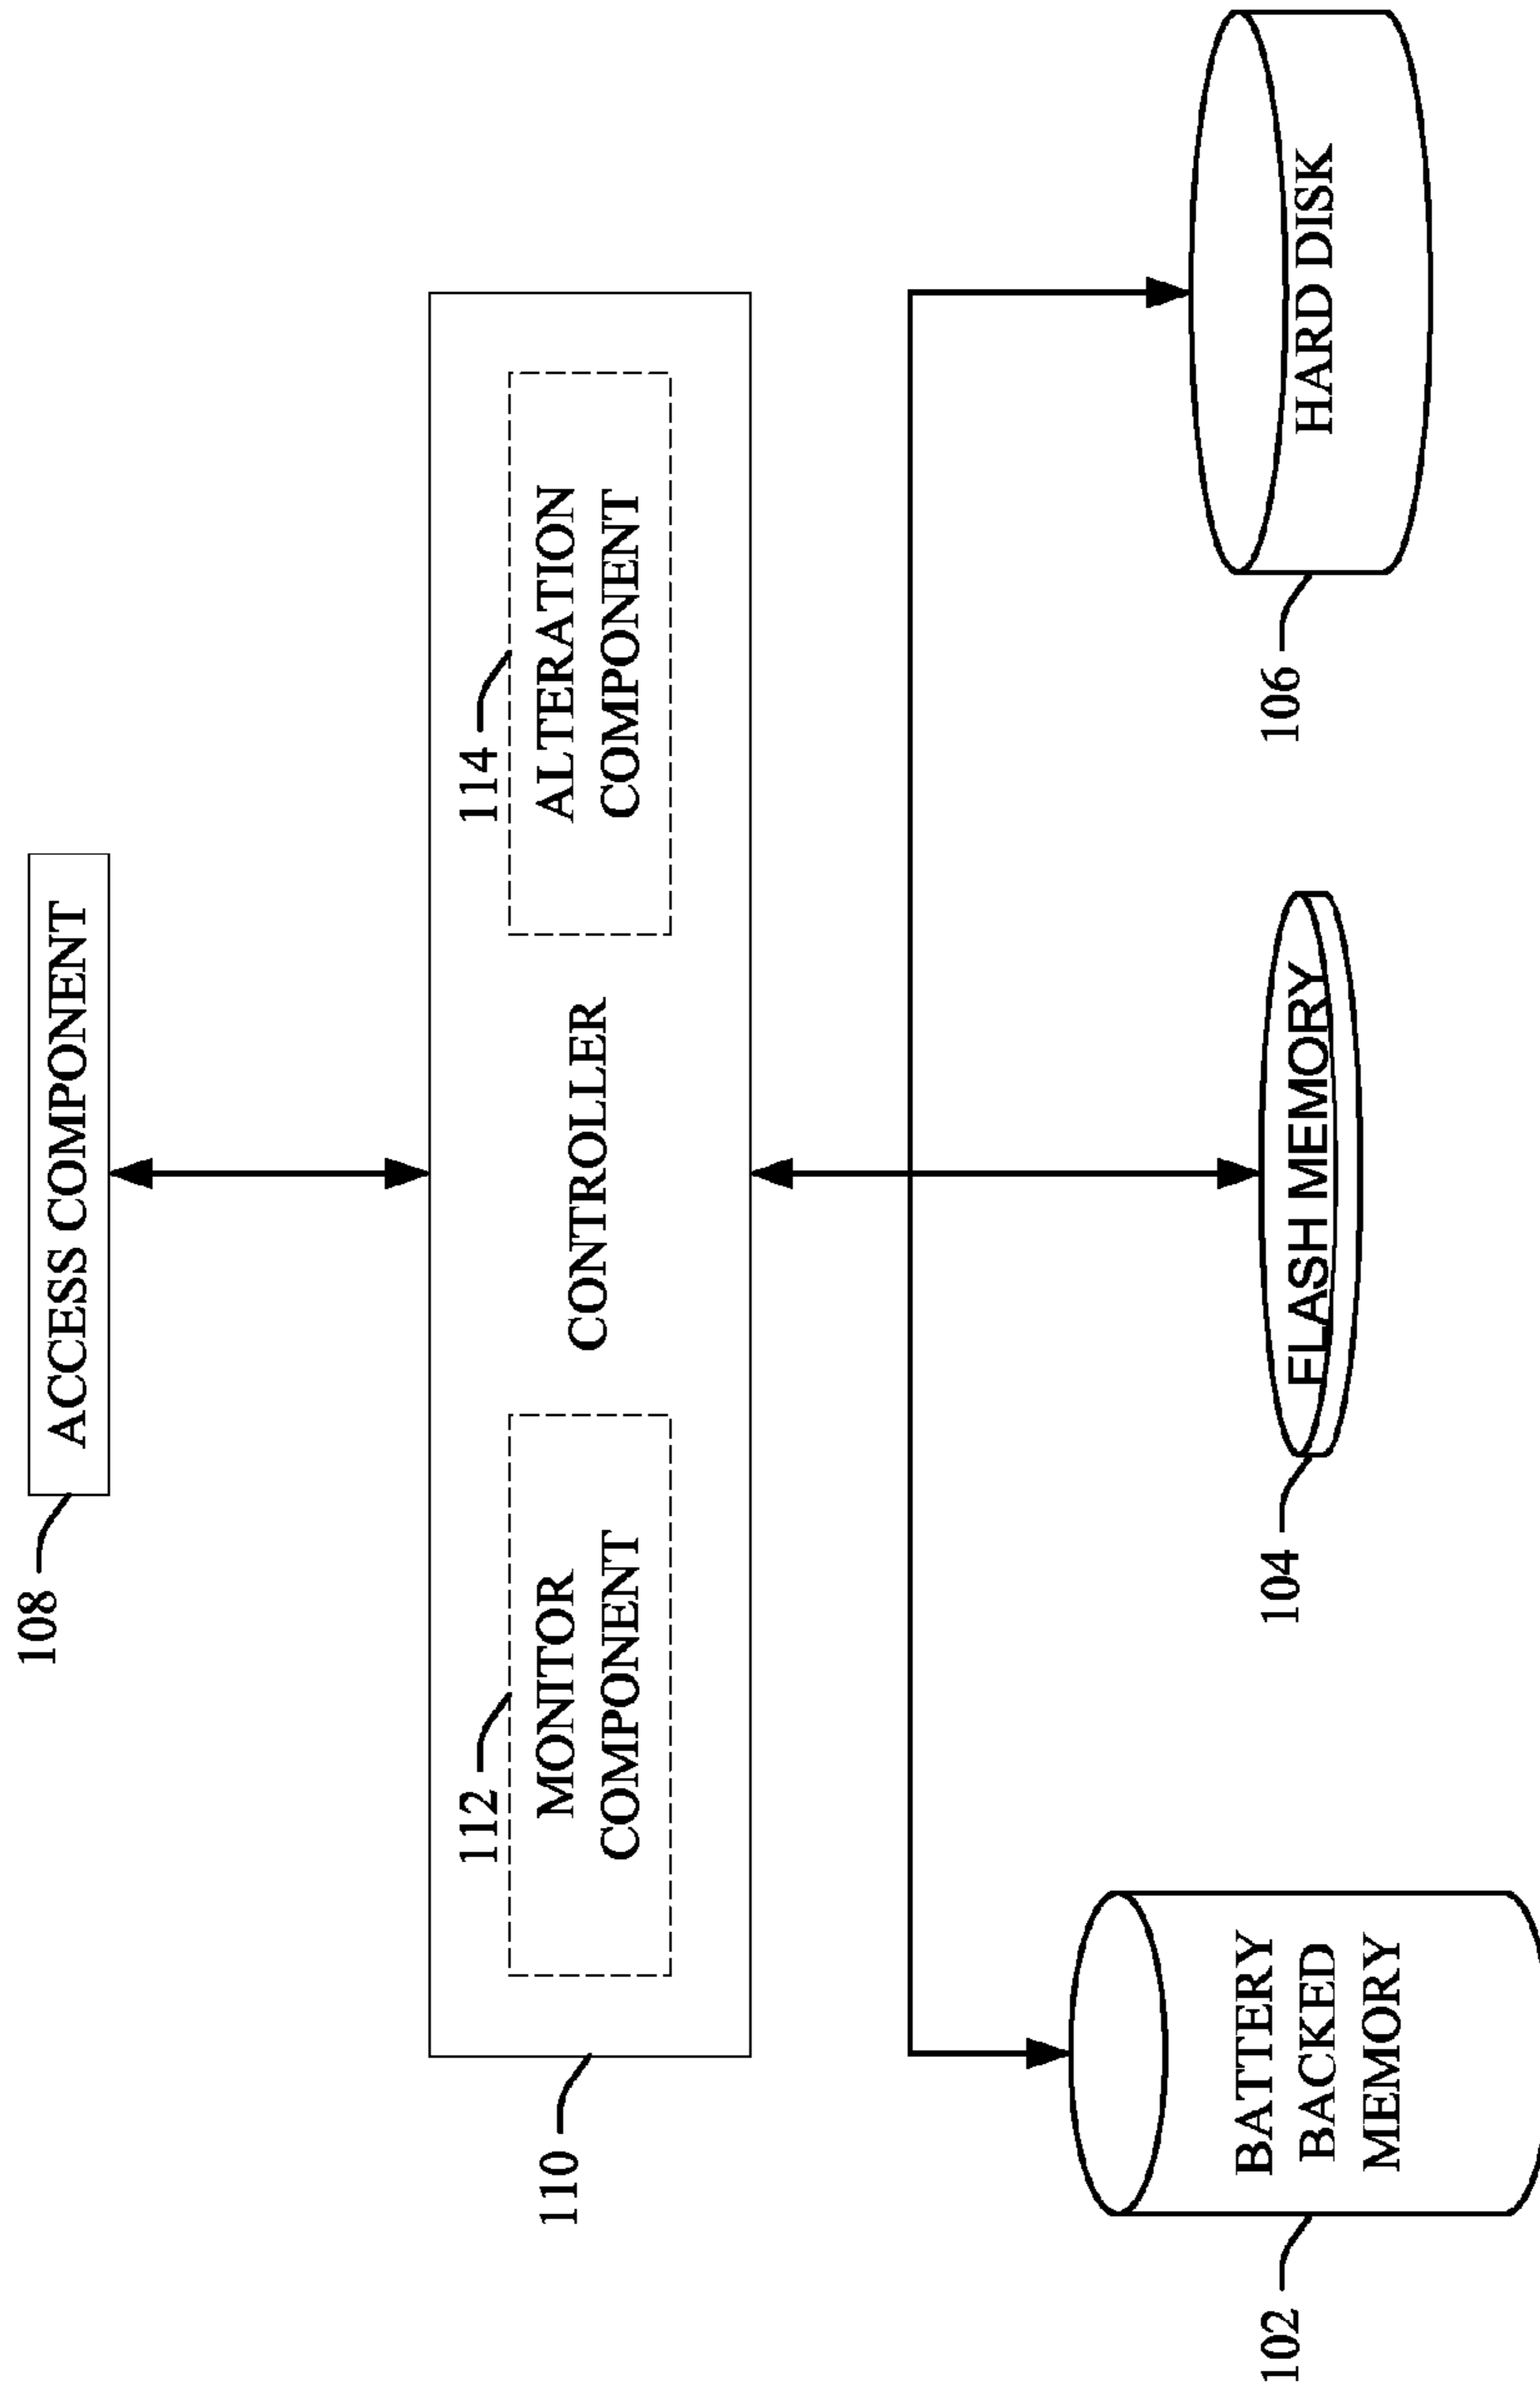 108
ACCESS COMPONENT
110
112
MONITOR
COMPONENT
CONTROLLER
114
ALTERATION
COMPONENT
102
BATTERY
BACKED
MEMORY
104
FLASH MEMORY
106
HARD DISK